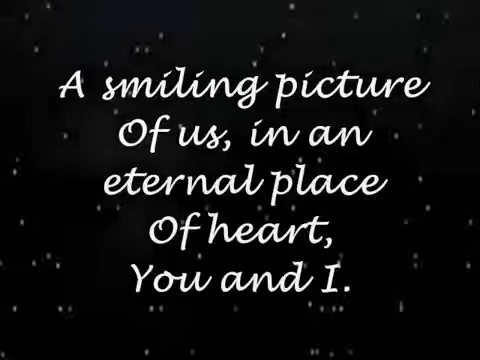 A smiling picture
Of us, in an
eternal place
Of heart,
You and I.